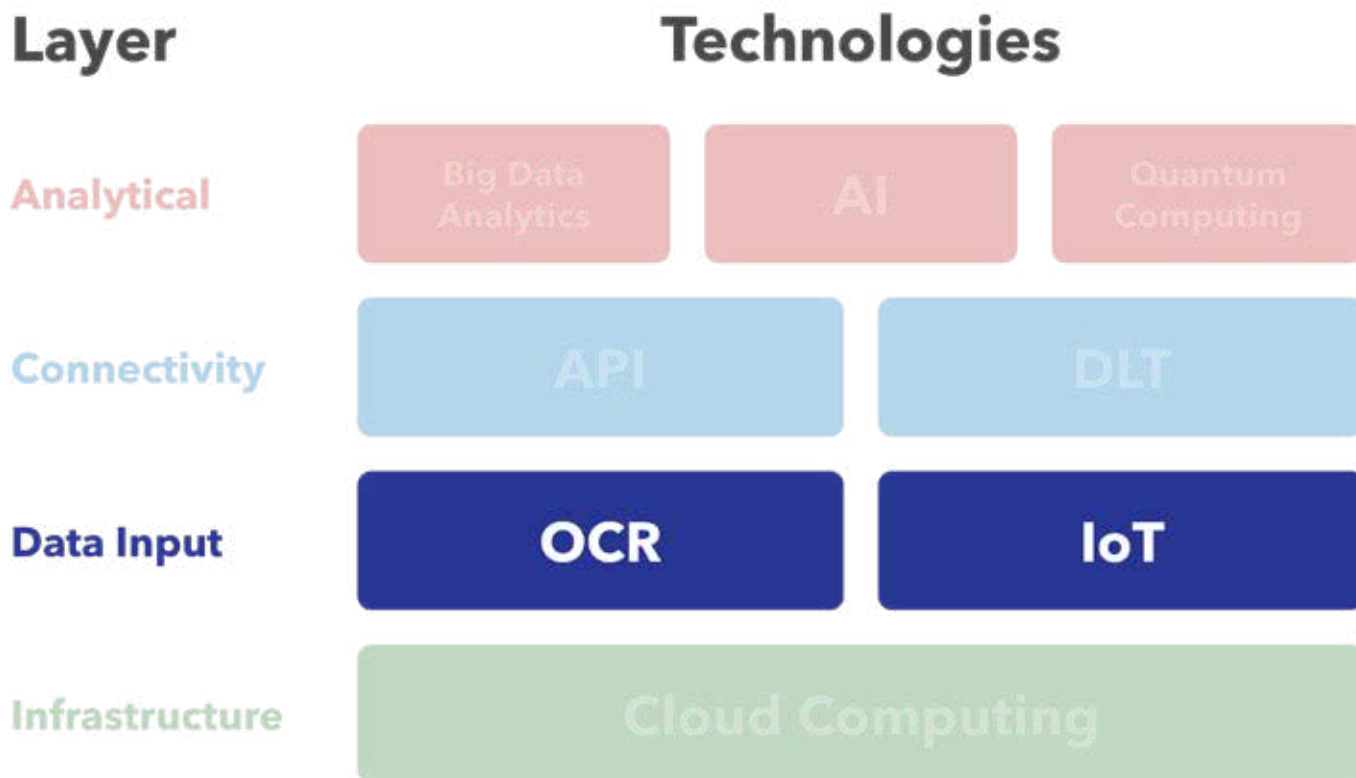 Layer Technologies
Analytical
Big Data
Analytics
AI
Quantum
Computing
Connectivity
API
DLT
Data Input
OCR
IoT
Infrastructure
Cloud Computing